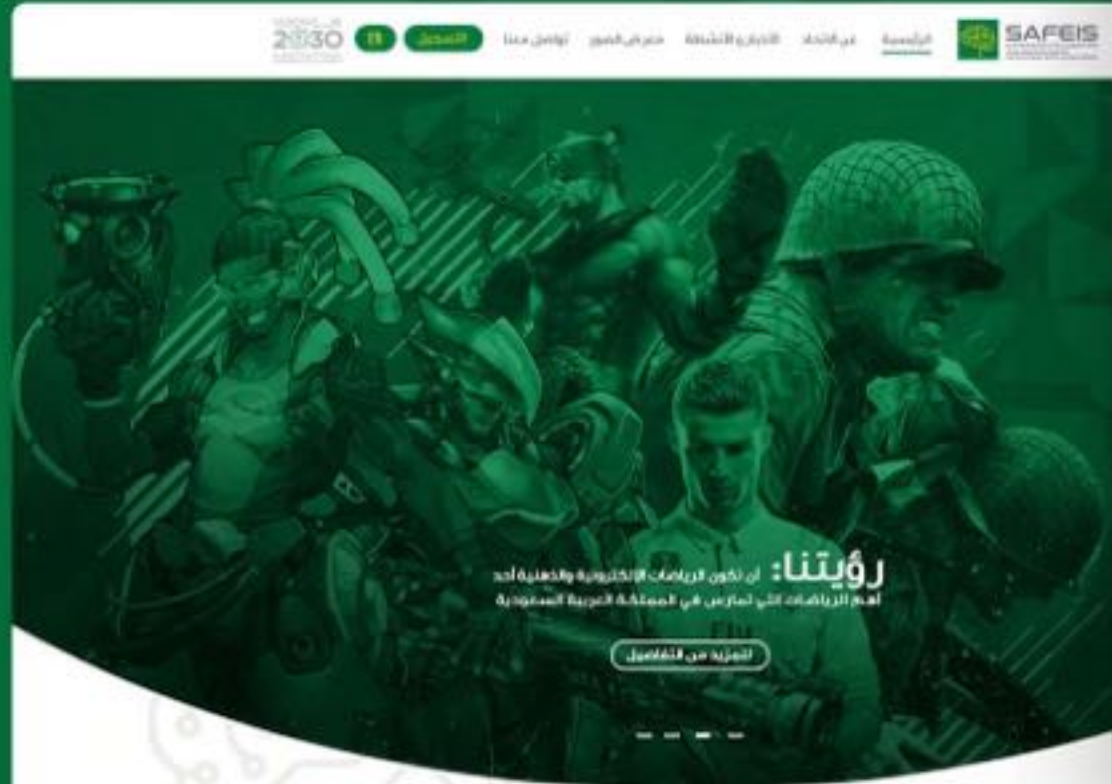 SAFEIS
الرئيسية
عن الاتحاد
الأخبار والأنشطة
معرض الصور
تواصل معنا
التسجيل
2030
رؤيتنا: أن تكون الرياضات الإلكترونية والذهنية أحد
أهم الرياضات التي تمارس في المملكة العربية السعودية
للمزيد من التفاصيل